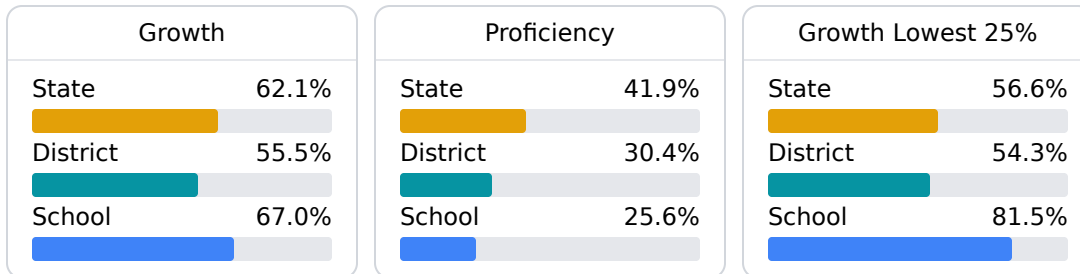 Growth
State 62.1%
District 55.5%
School 67.0%
Proficiency
State 41.9%
District 30.4%
School 25.6%
Growth Lowest 25%
State 56.6%
District 54.3%
School 81.5%